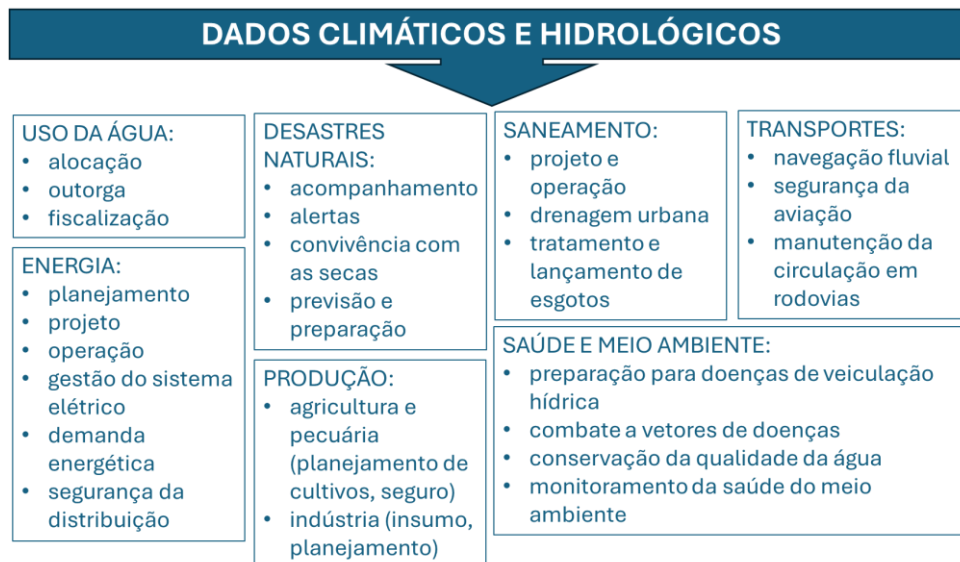 DADOS CLIMÁTICOS E HIDROLÓGICOS
USO DA ÁGUA:
• alocação
• outorga
• fiscalização
ENERGIA:
• planejamento
• projeto
• operação
• gestão do sistema
elétrico
• demanda
energética
• segurança da
distribuição
DESASTRES
NATURAIS:
• acompanhamento
• alertas
• convivência com
as secas
• previsão e
preparação
PRODUÇÃO:
• agricultura e
pecuária
(planejamento de
cultivos, seguro)
• indústria (insumo,
planejamento)
SANEAMENTO:
• projeto e
operação
• drenagem urbana
• tratamento e
lançamento de
esgotos
TRANSPORTES:
• navegação fluvial
• segurança da
aviação
• manutenção da
circulação em
rodovias
SAÚDE E MEIO AMBIENTE:
• preparação para doenças de veiculação
hídrica
• combate a vetores de doenças
• conservação da qualidade da água
• monitoramento da saúde do meio
ambiente